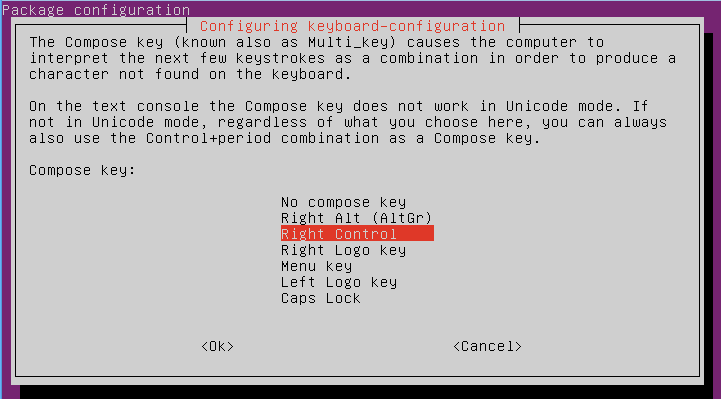 Package configuration
Configuring keyboard-configuration
The Compose key (known also as Multi_key) causes the computer to
interpret the next few keystrokes as a combination in order to produce a
character not found on the keyboard.
On the text console the Compose key does not work in Unicode mode. If
not in Unicode mode, regardless of what you choose here, you can always
also use the Control+period combination as a Compose key.
Compose key:
No compose key
Right Alt (AltGr)
Right Control
Right Logo key
Menu key
Left Logo key
Caps Lock
<Ok> <Cancel>